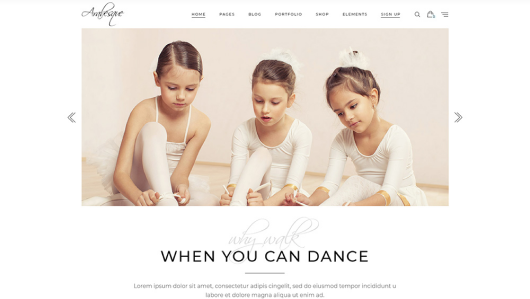 Arabesque
HOME PAGES BLOG PORTFOLIO SHOP ELEMENTS SIGN UP
why walk
WHEN YOU CAN DANCE
Lorem ipsum dolor sit amet, consectetur adipis cingelit, sed do eiusmod tempor incididunt u
labore et dolore magna aliqua ut enim ad.